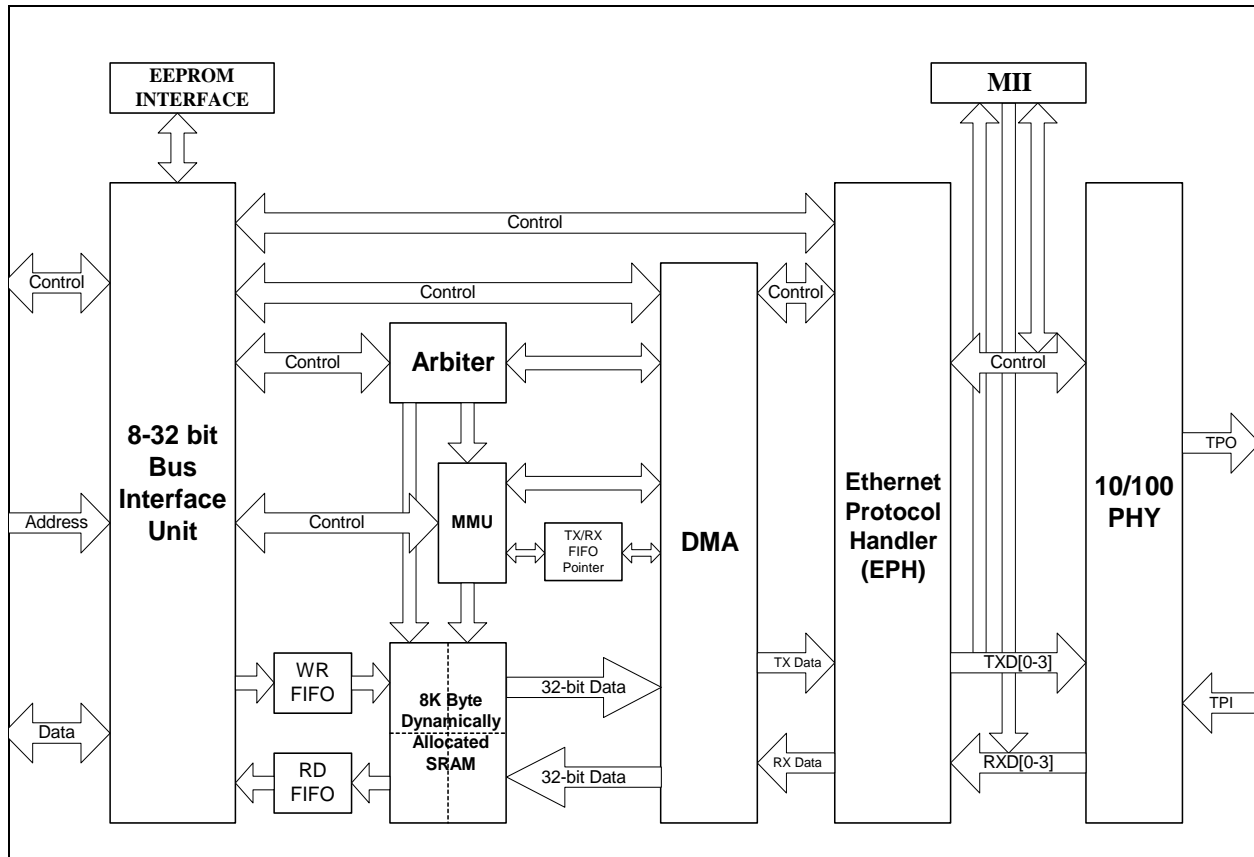 EEPROM
INTERFACE
MII
Control
Control
Control
Control
Control
Arbiter
Control
8-32 bit
Bus
Interface
Unit
Address
Control
MMU
TX/RX
FIFO
Pointer
DMA
Ethernet
Protocol
Handler
(EPH)
10/100
PHY
TPO
WR
FIFO
8K Byte
Dynamically
Allocated
SRAM
32-bit Data
TX Data
TXD[0-3]
TPI
Data
RD
FIFO
32-bit Data
RX Data
RXD[0-3]